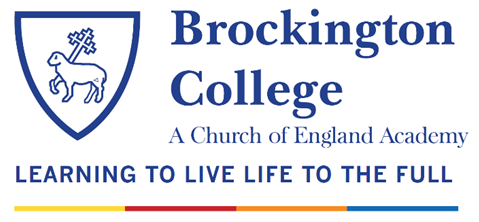 Brockington
College
A Church of England Academy
LEARNING TO LIVE LIFE TO THE FULL